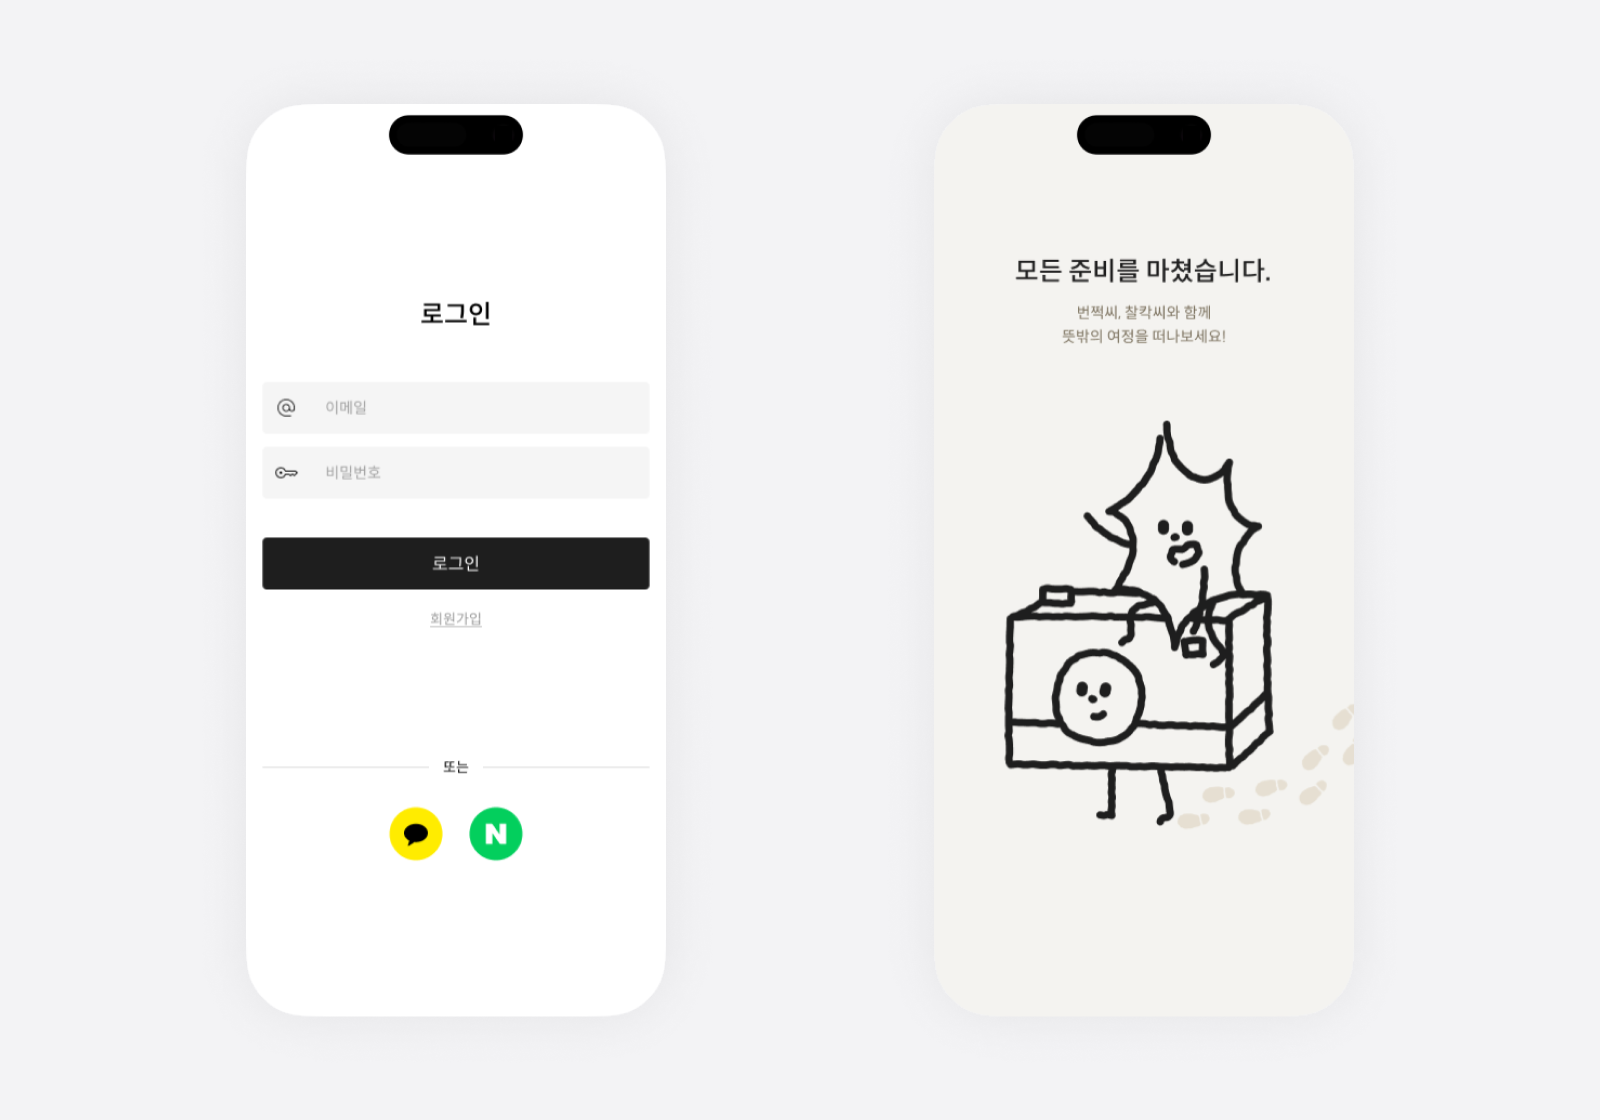 로그인
이메일
비밀번호
로그인
회원가입
또는
N
모든 준비를 마쳤습니다.
번쩍씨, 찰칵씨와 함께
뜻밖의 여정을 떠나보세요!